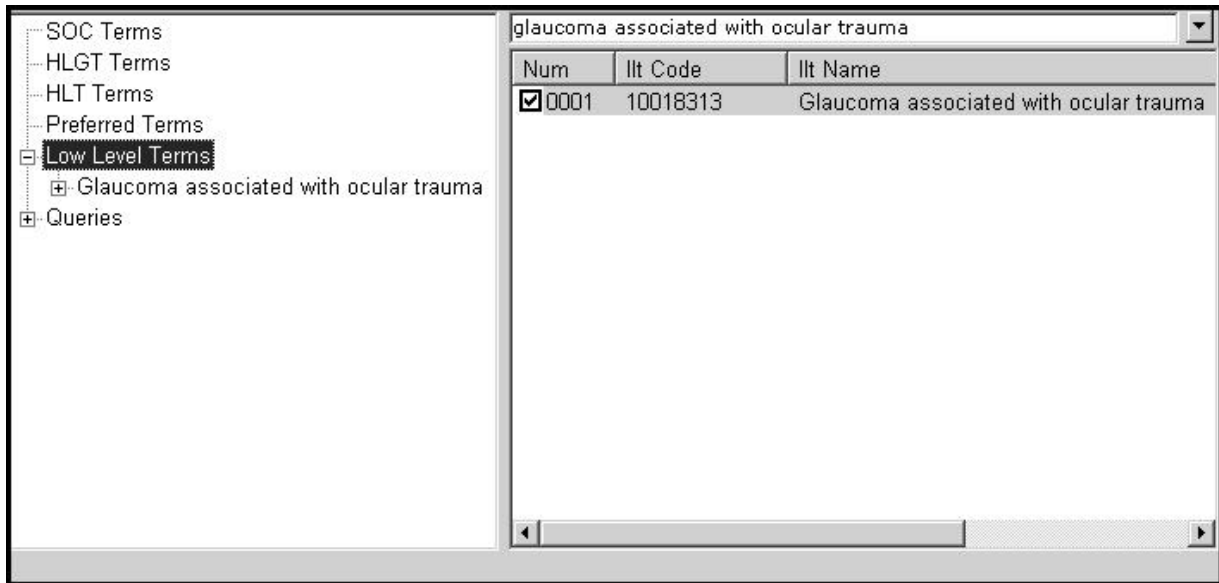 SOC Terms
HLGT Terms
HLT Terms
Preferred Terms
Low Level Terms
Glaucoma associated with ocular trauma
Queries
glaucoma associated with ocular trauma
Num llt Code llt Name
0001 10018313 Glaucoma associated with ocular trauma